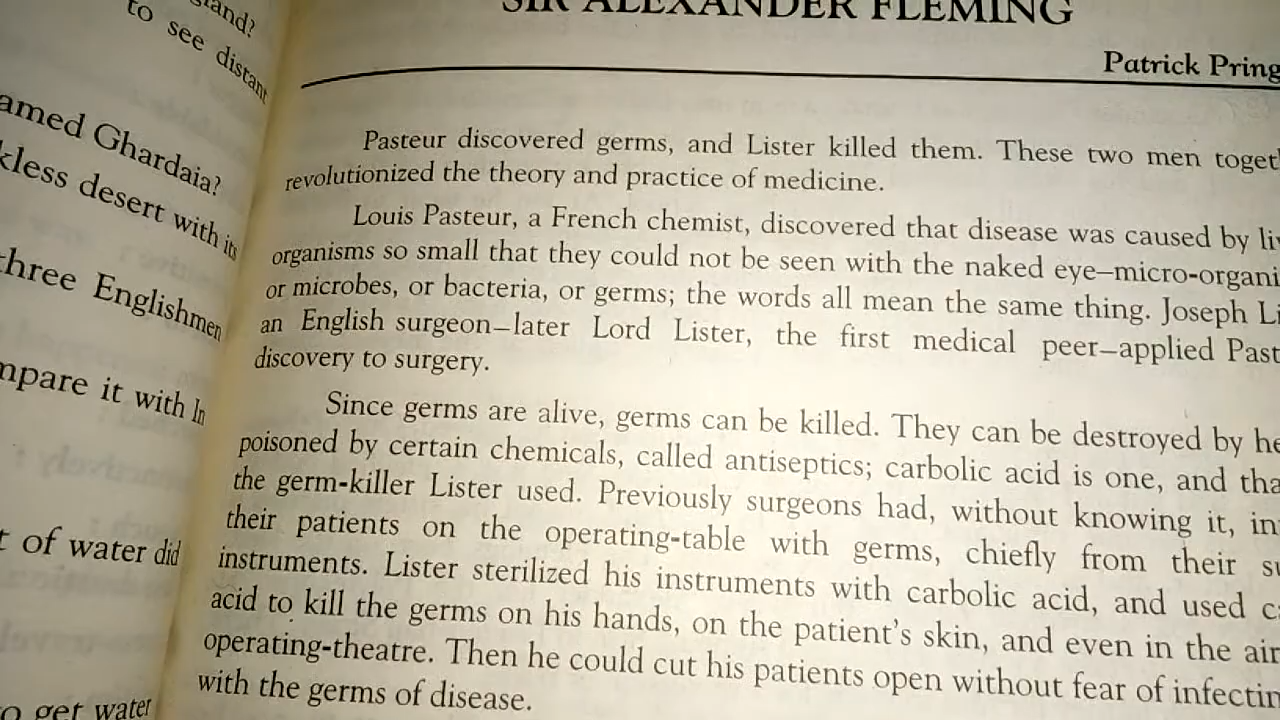 stand?
to see distant
amed Ghardaia?
kless desert with its
three Englishmen
mpare it with In
t of water did
to get water
SIR ALEXANDER FLEMING
Patrick Pring
Pasteur discovered germs, and Lister killed them. These two men toget
revolutionized the theory and practice of medicine.
Louis Pasteur, a French chemist, discovered that disease was caused by liv
organisms so small that they could not be seen with the naked eye–micro-organi
or microbes, or bacteria, or germs; the words all mean the same thing. Joseph Li
an English surgeon–later Lord Lister, the first medical peer–applied Past
discovery to surgery.
Since germs are alive, germs can be killed. They can be destroyed by he
poisoned by certain chemicals, called antiseptics; carbolic acid is one, and tha
the germ-killer Lister used. Previously surgeons had, without knowing it, in
their patients on the operating-table with germs, chiefly from their su
instruments. Lister sterilized his instruments with carbolic acid, and used c
acid to kill the germs on his hands, on the patient's skin, and even in the air
operating-theatre. Then he could cut his patients open without fear of infectin
with the germs of disease.